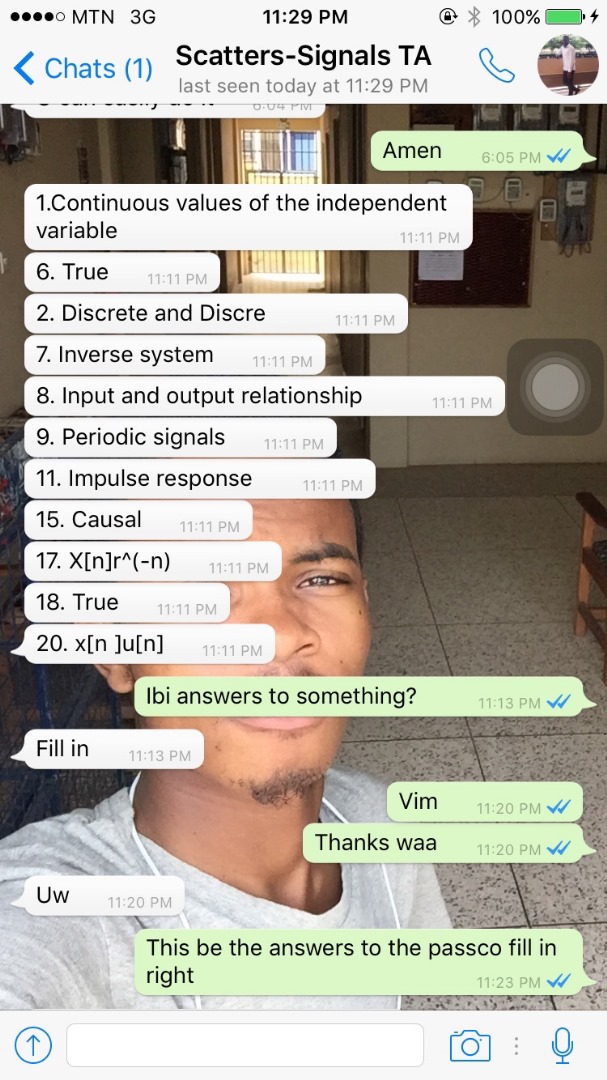 MTN 3G 11:29 PM 100%
Chats (1) Scatters-Signals TA
last seen today at 11:29 PM
6:04 PM
Amen 6:05 PM
1.Continuous values of the independent
variable 11:11 PM
6. True 11:11 PM
2. Discrete and Discre 11:11 PM
7. Inverse system 11:11 PM
8. Input and output relationship 11:11 PM
9. Periodic signals 11:11 PM
11. Impulse response 11:11 PM
15. Causal 11:11 PM
17. X[n]r^(-n) 11:11 PM
18. True 11:11 PM
20. x[n ]u[n] 11:11 PM
Ibi answers to something? 11:13 PM
Fill in 11:13 PM
Vim 11:20 PM
Thanks waa 11:20 PM
Uw 11:20 PM
This be the answers to the passco fill in
right 11:23 PM